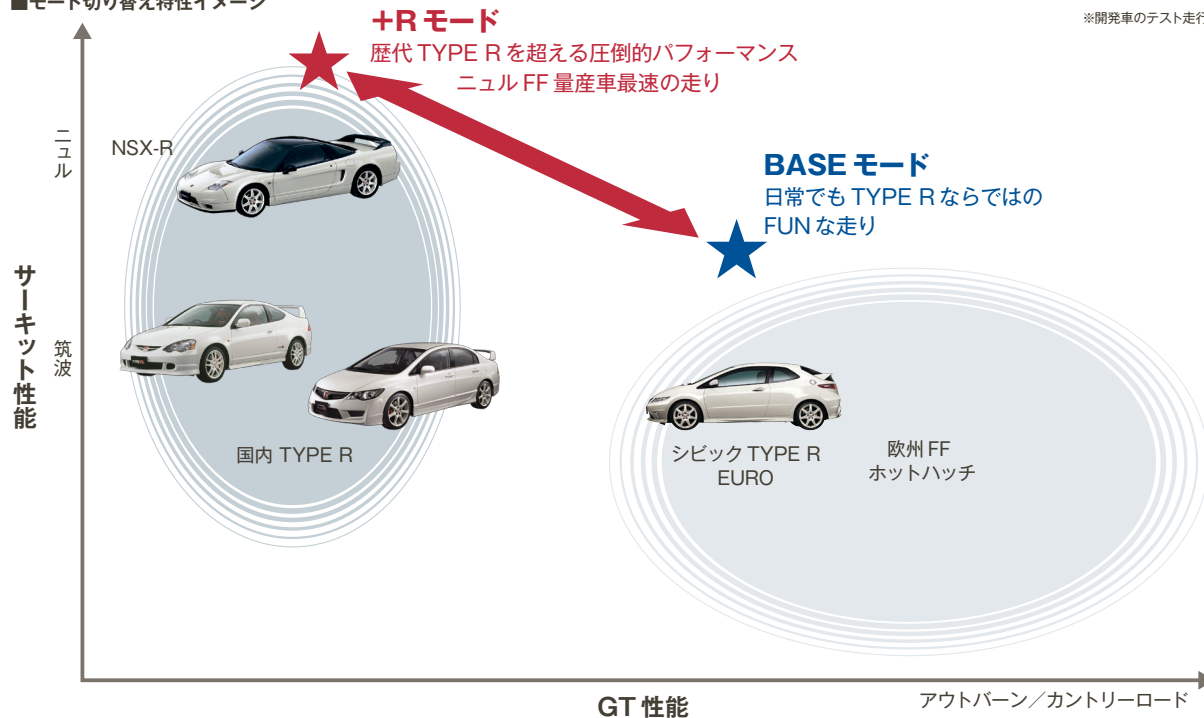 ■モード切り替え特性イメージ
※開発車のテスト走行
+R モード
歴代 TYPE R を超える圧倒的パフォーマンス
ニュル FF 量産車最速の走り
ニュル
NSX-R
BASE モード
日常でも TYPE R ならではの
FUN な走り
サーキット性能
筑波
国内 TYPE R
シビック TYPE R
EURO
欧州 FF
ホットハッチ
GT 性能
アウトバーン／カントリーロード